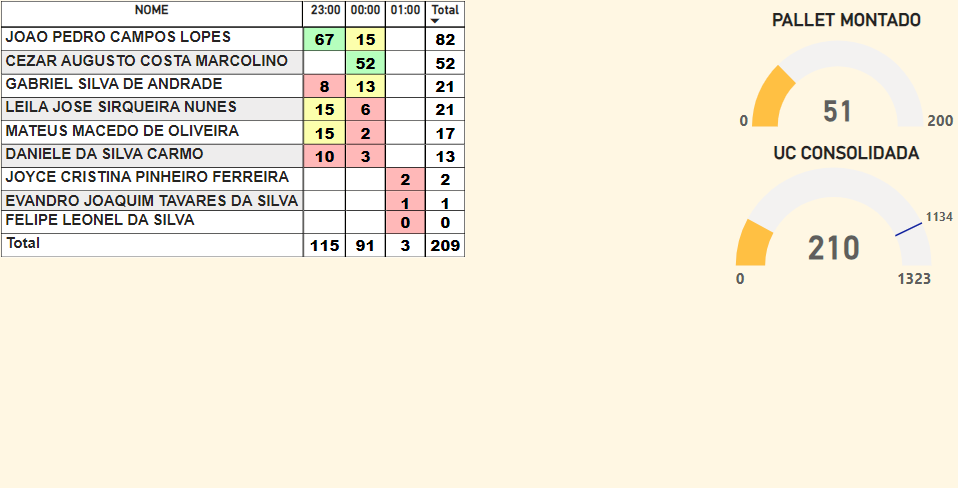 NOME 23:00 00:00 01:00 Total
JOAO PEDRO CAMPOS LOPES 67 15 82
CEZAR AUGUSTO COSTA MARCOLINO 52 52
GABRIEL SILVA DE ANDRADE 8 13 21
LEILA JOSE SIRQUEIRA NUNES 15 6 21
MATEUS MACEDO DE OLIVEIRA 15 2 17
DANIELE DA SILVA CARMO 10 3 13
JOYCE CRISTINA PINHEIRO FERREIRA 2 2
EVANDRO JOAQUIM TAVARES DA SILVA 1 1
FELIPE LEONEL DA SILVA 0 0
Total 115 91 3 209
PALLET MONTADO
51
0 200
UC CONSOLIDADA
1134
210
0 1323